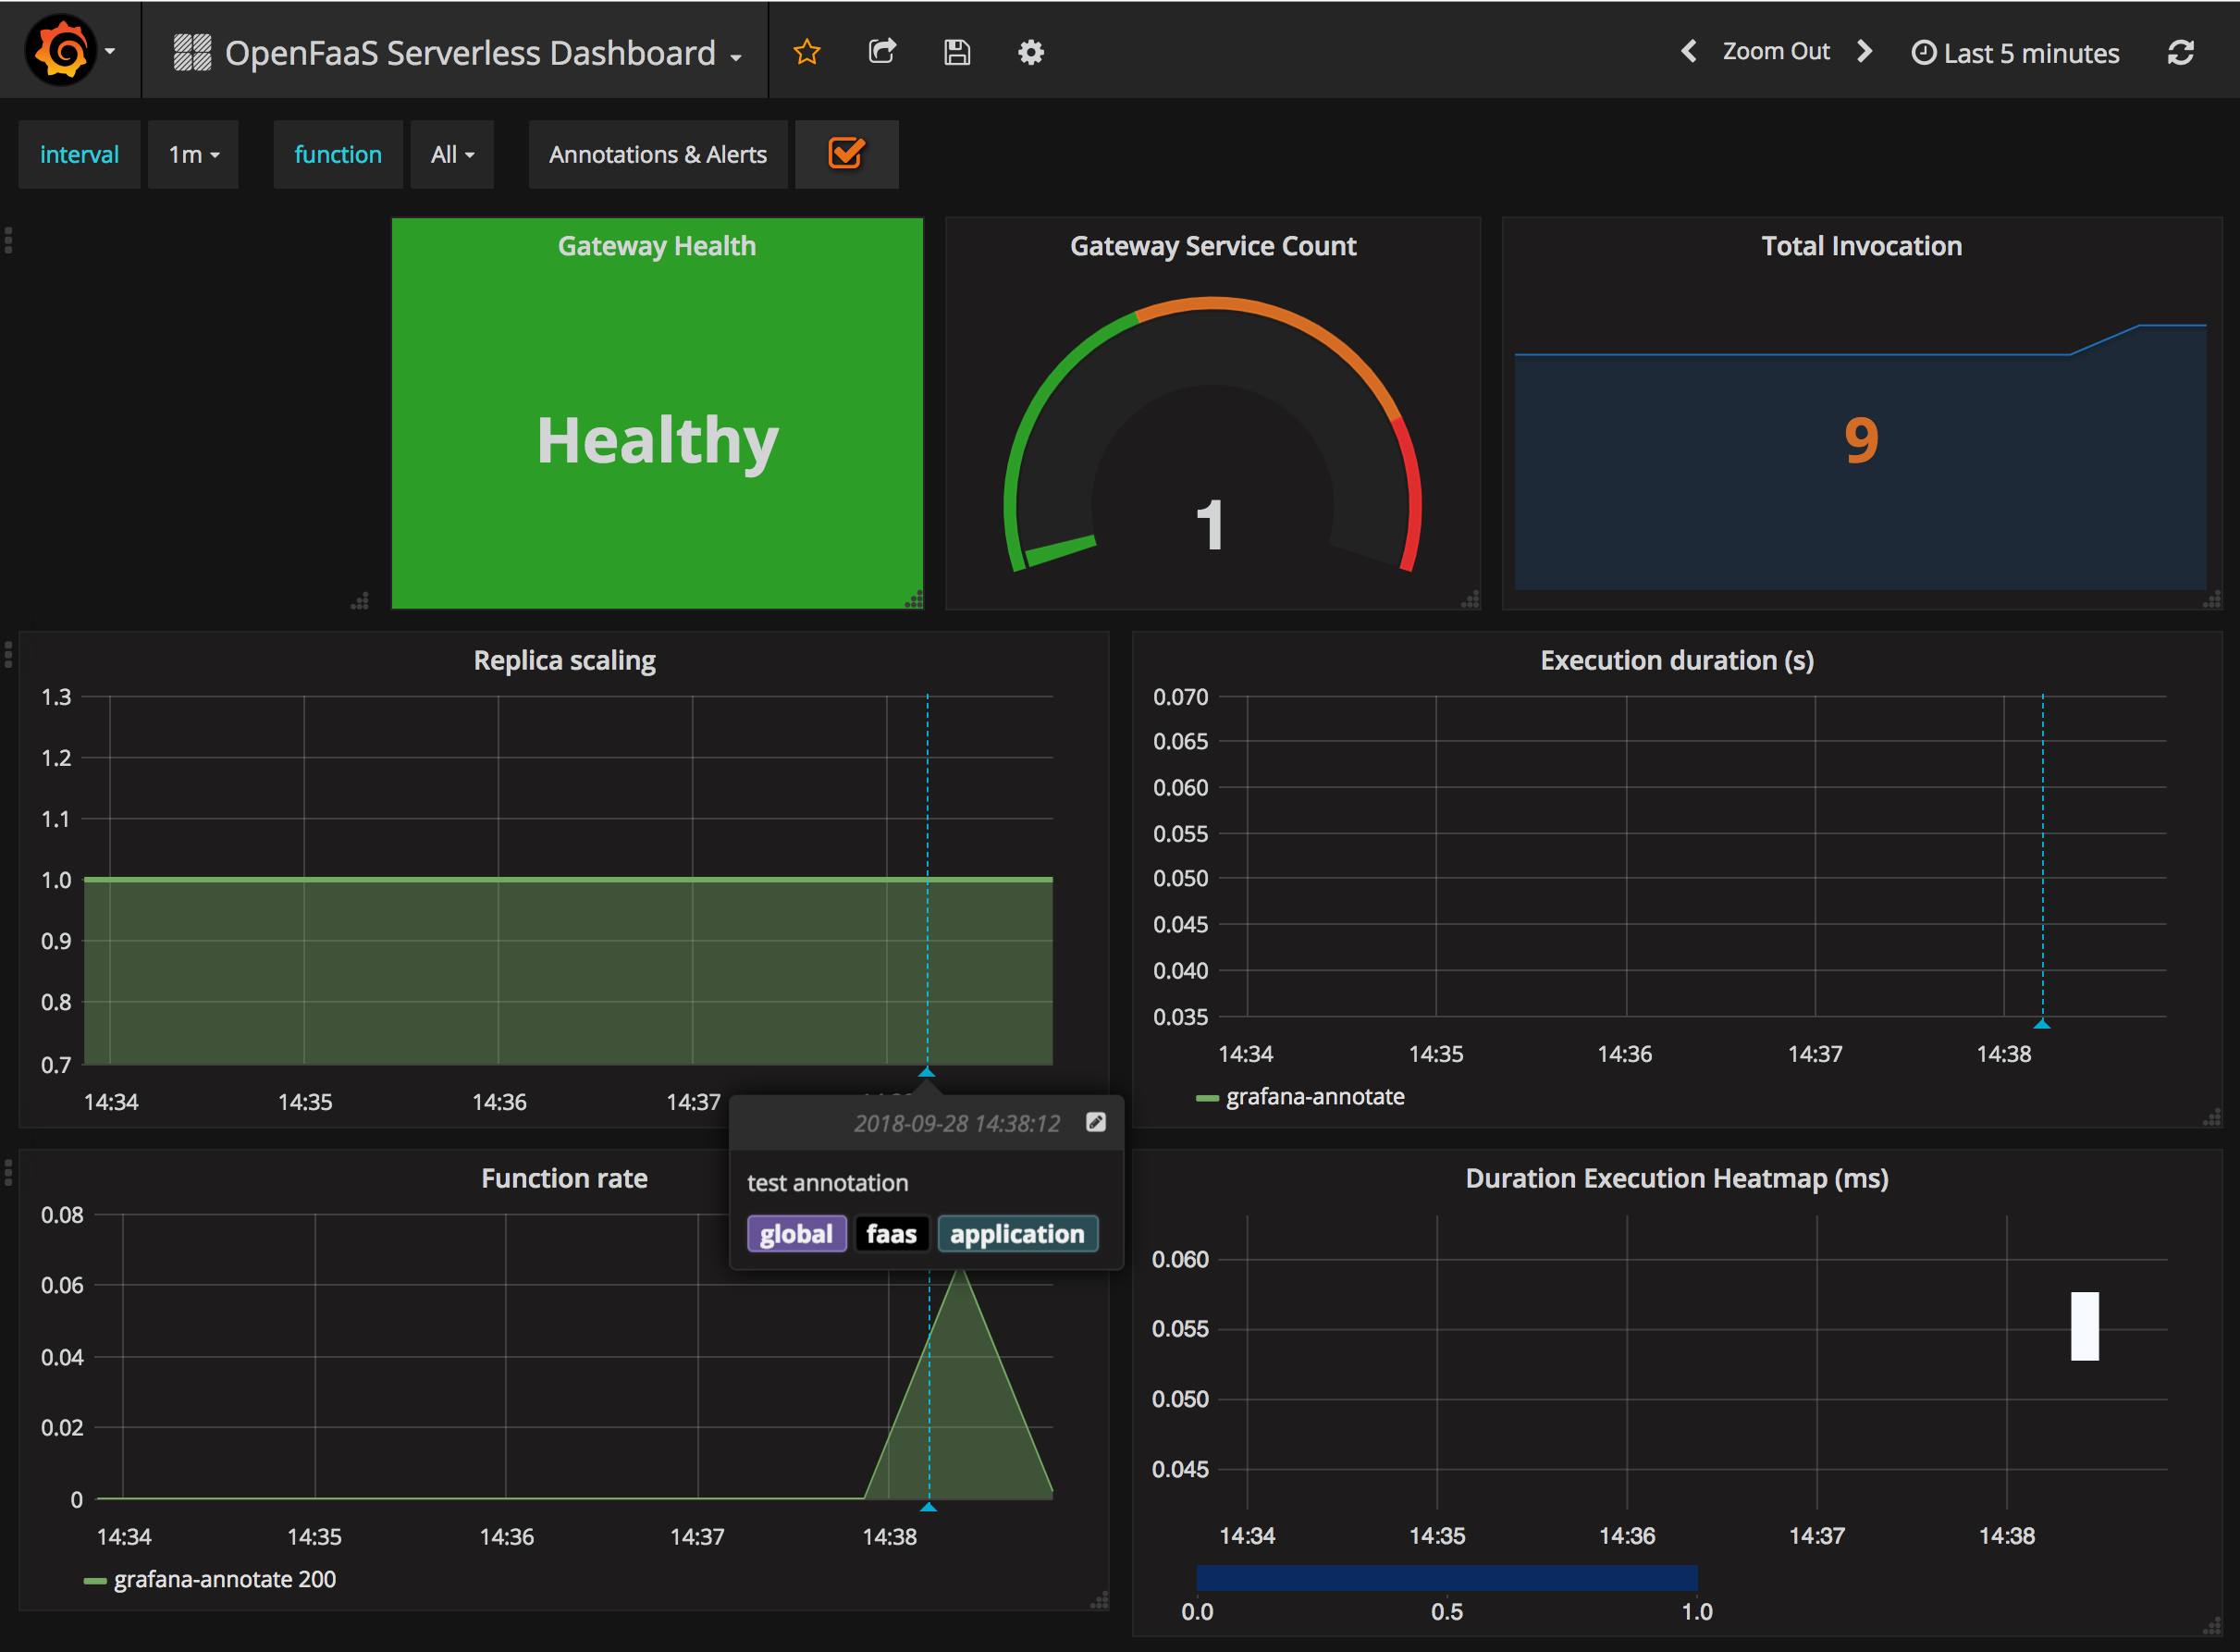 OpenFaaS Serverless Dashboard
Zoom Out
Last 5 minutes
interval
1m
function
All
Annotations & Alerts
Gateway Health
Healthy
Gateway Service Count
1
Total Invocation
9
Replica scaling
1.3
1.2
1.1
1.0
0.9
0.8
0.7
14:34 14:35 14:36 14:37
Execution duration (s)
0.070
0.065
0.060
0.055
0.050
0.045
0.040
0.035
14:34 14:35 14:36 14:37 14:38
grafana-annotate
2018-09-28 14:38:12
test annotation
global faas application
Function rate
0.08
0.06
0.04
0.02
0
14:34 14:35 14:36 14:37 14:38
grafana-annotate 200
Duration Execution Heatmap (ms)
0.060
0.055
0.050
0.045
14:34 14:35 14:36 14:37 14:38
0.0 0.5 1.0